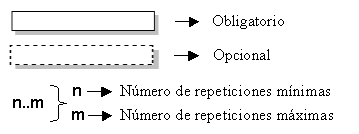 Obligatorio
Opcional
n..m
n Número de repeticiones mínimas
m Número de repeticiones máximas